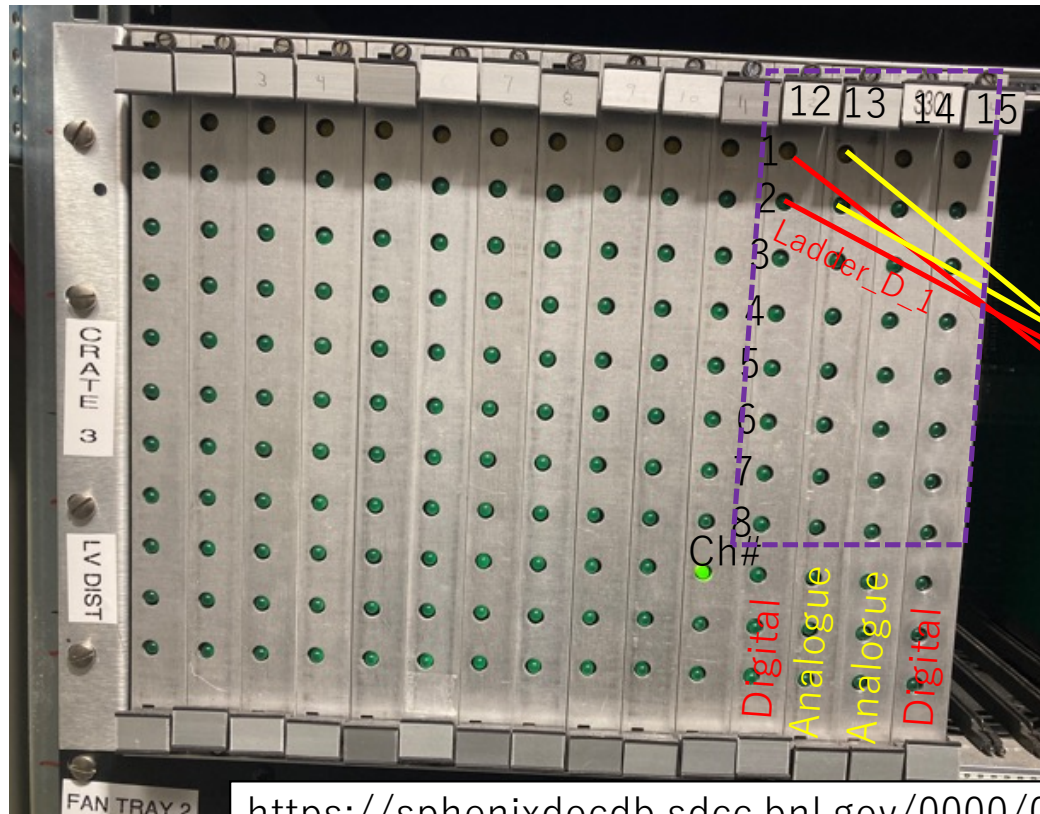 3 4 7 8 9 10 12 13 14 15
1
2
Ladder_D_1
3
4
5
6
7
8
Ch#
CRATE 3
LV DIST
Digital
Analogue
Analogue
Digital
FAN TRAY 2